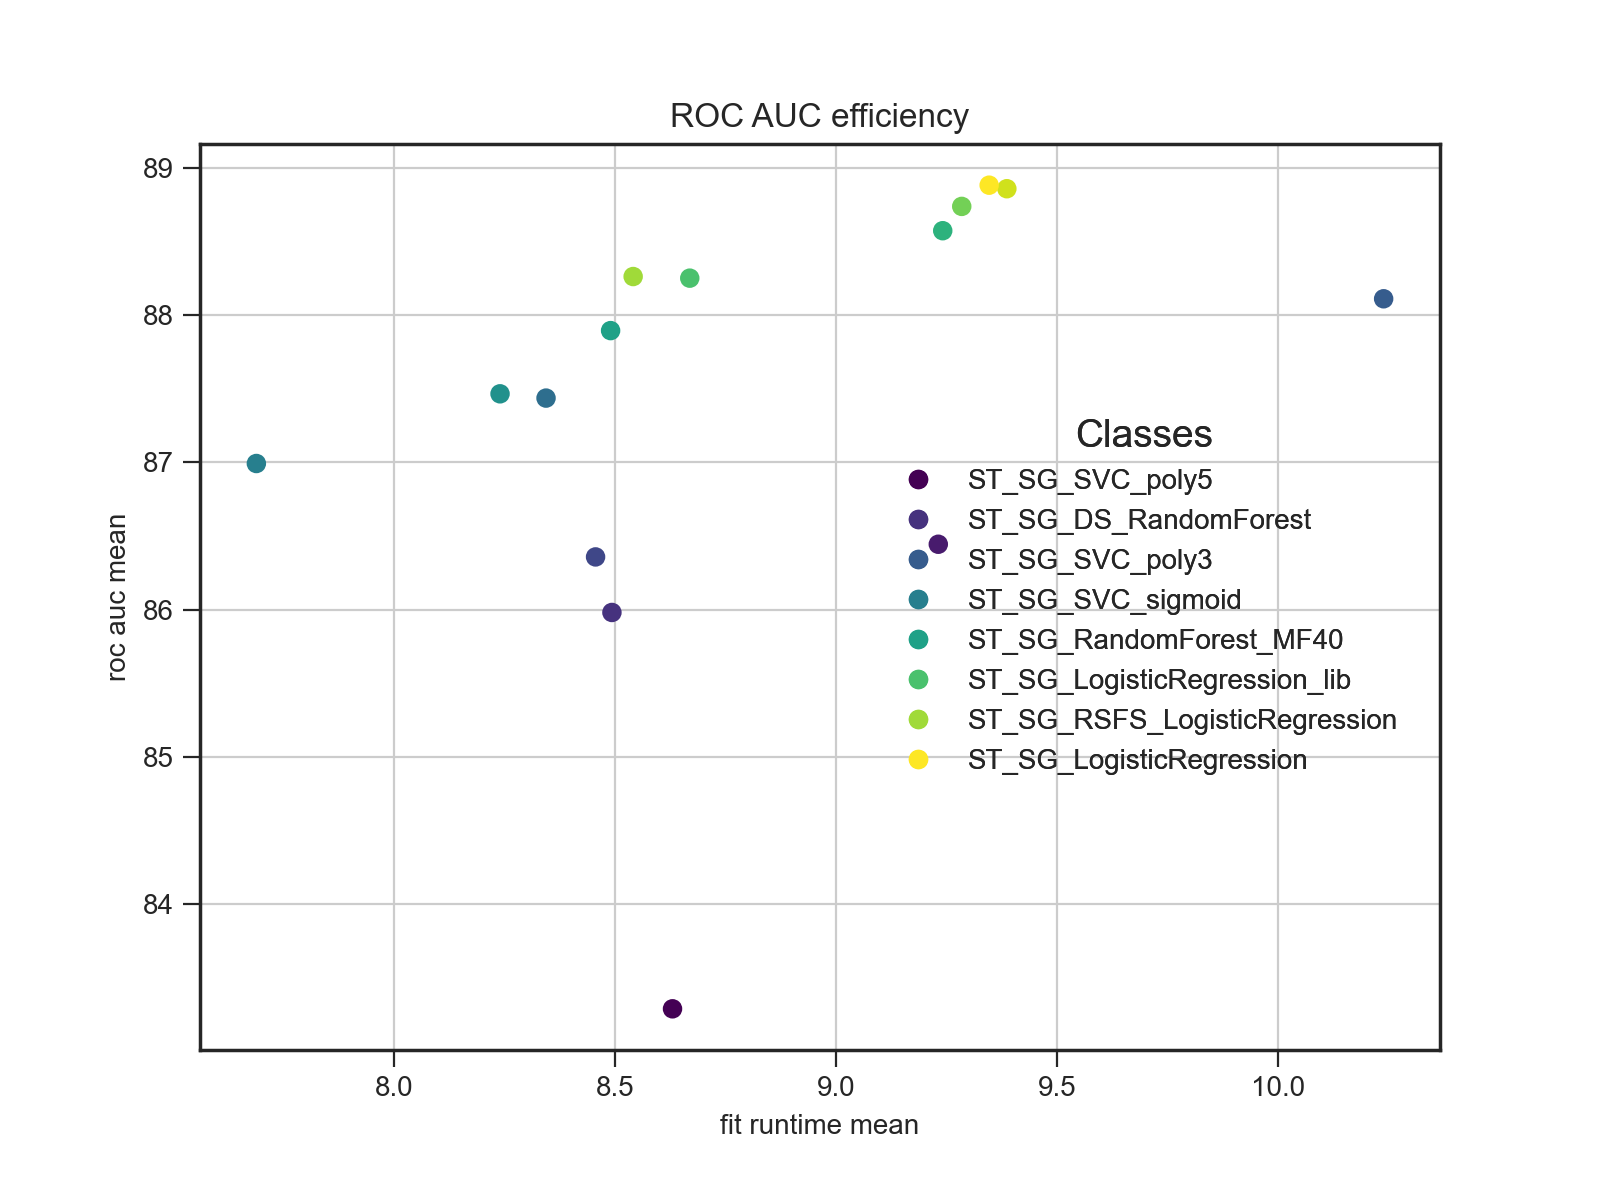 ROC AUC efficiency
89
88
87
86
85
84
roc auc mean
Classes
ST_SG_SVC_poly5
ST_SG_DS_RandomForest
ST_SG_SVC_poly3
ST_SG_SVC_sigmoid
ST_SG_RandomForest_MF40
ST_SG_LogisticRegression_lib
ST_SG_RSFS_LogisticRegression
ST_SG_LogisticRegression
8.0 8.5 9.0 9.5 10.0
fit runtime mean